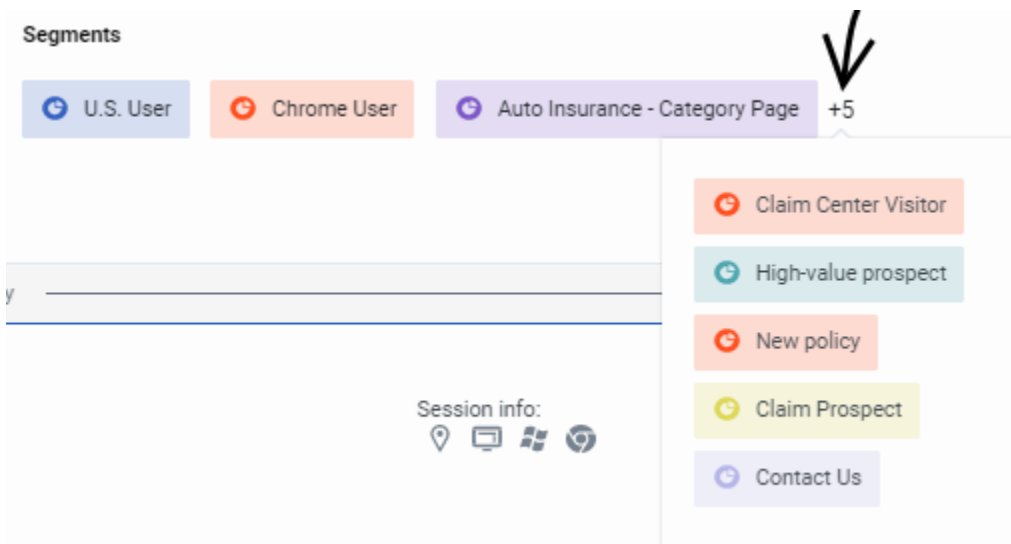 Segments
U.S. User
Chrome User
Auto Insurance - Category Page
+5
Claim Center Visitor
High-value prospect
y
New policy
Claim Prospect
Session info:
Contact Us